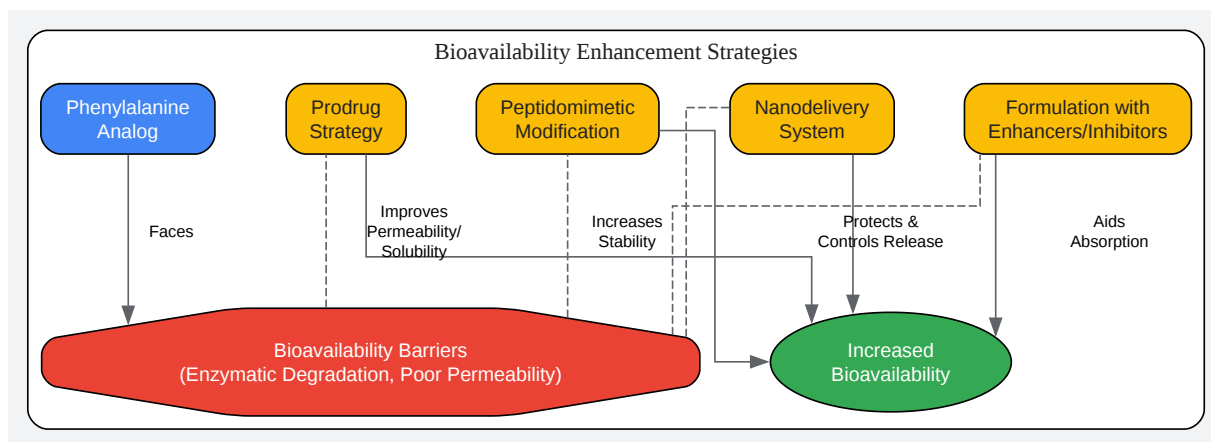 Bioavailability Enhancement Strategies
Phenylalanine
Analog
Prodrug
Strategy
Peptidomimetic
Modification
Nanodelivery
System
Formulation with
Enhancers/Inhibitors
Faces
Improves
Permeability/
Solubility
Increases
Stability
Protects &
Controls Release
Aids
Absorption
Bioavailability Barriers
(Enzymatic Degradation, Poor Permeability)
Increased
Bioavailability